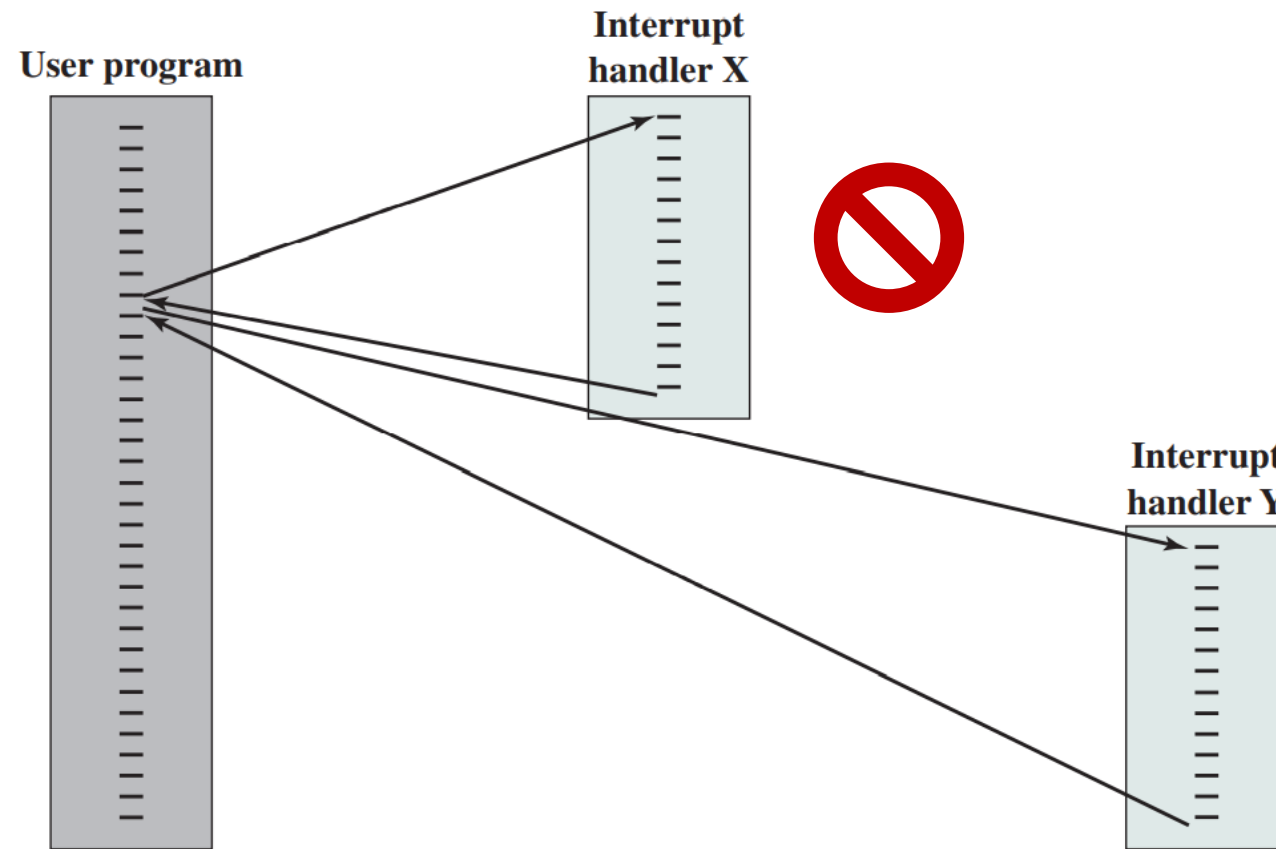 User program
Interrupt
handler X
Interrupt
handler Y